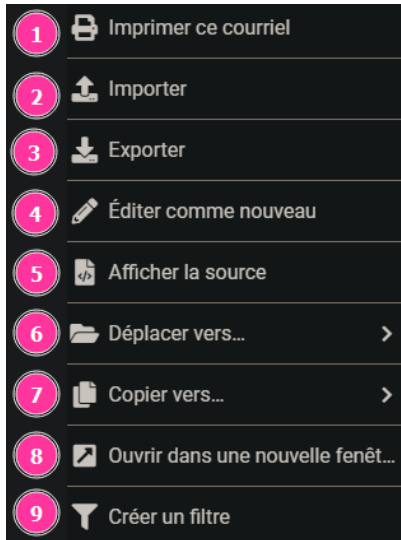 1 Imprimer ce courriel
2 Importer
3 Exporter
4 Éditer comme nouveau
5 Afficher la source
6 Déplacer vers…
7 Copier vers…
8 Ouvrir dans une nouvelle fenêt…
9 Créer un filtre